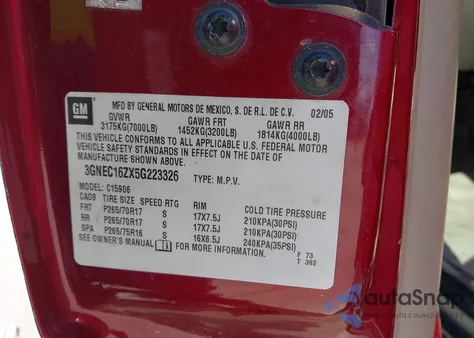 GM
MFD BY GENERAL MOTORS DE MEXICO, S. DE R.L. DE C.V. 02/05
GVWR GAWR FRT GAWR RR
3175KG(7000LB) 1452KG(3200LB) 1814KG(4000LB)
THIS VEHICLE CONFORMS TO ALL APPLICABLE U.S. FEDERAL MOTOR
VEHICLE SAFETY STANDARDS IN EFFECT ON THE DATE OF
MANUFACTURE SHOWN ABOVE.
3GNEC16ZX5G223326 TYPE: M.P.V.
MODEL: C15906
CAD9 TIRE SIZE SPEED RTG RIM COLD TIRE PRESSURE
FRT P265/70R17 S 17X7.5J 210KPA(30PSI)
RR P265/70R17 S 17X7.5J 210KPA(30PSI)
SPA P265/75R16 S 16X6.5J 240KPA(35PSI)
SEE OWNER'S MANUAL FOR MORE INFORMATION. F 73
T 362
autoSnap